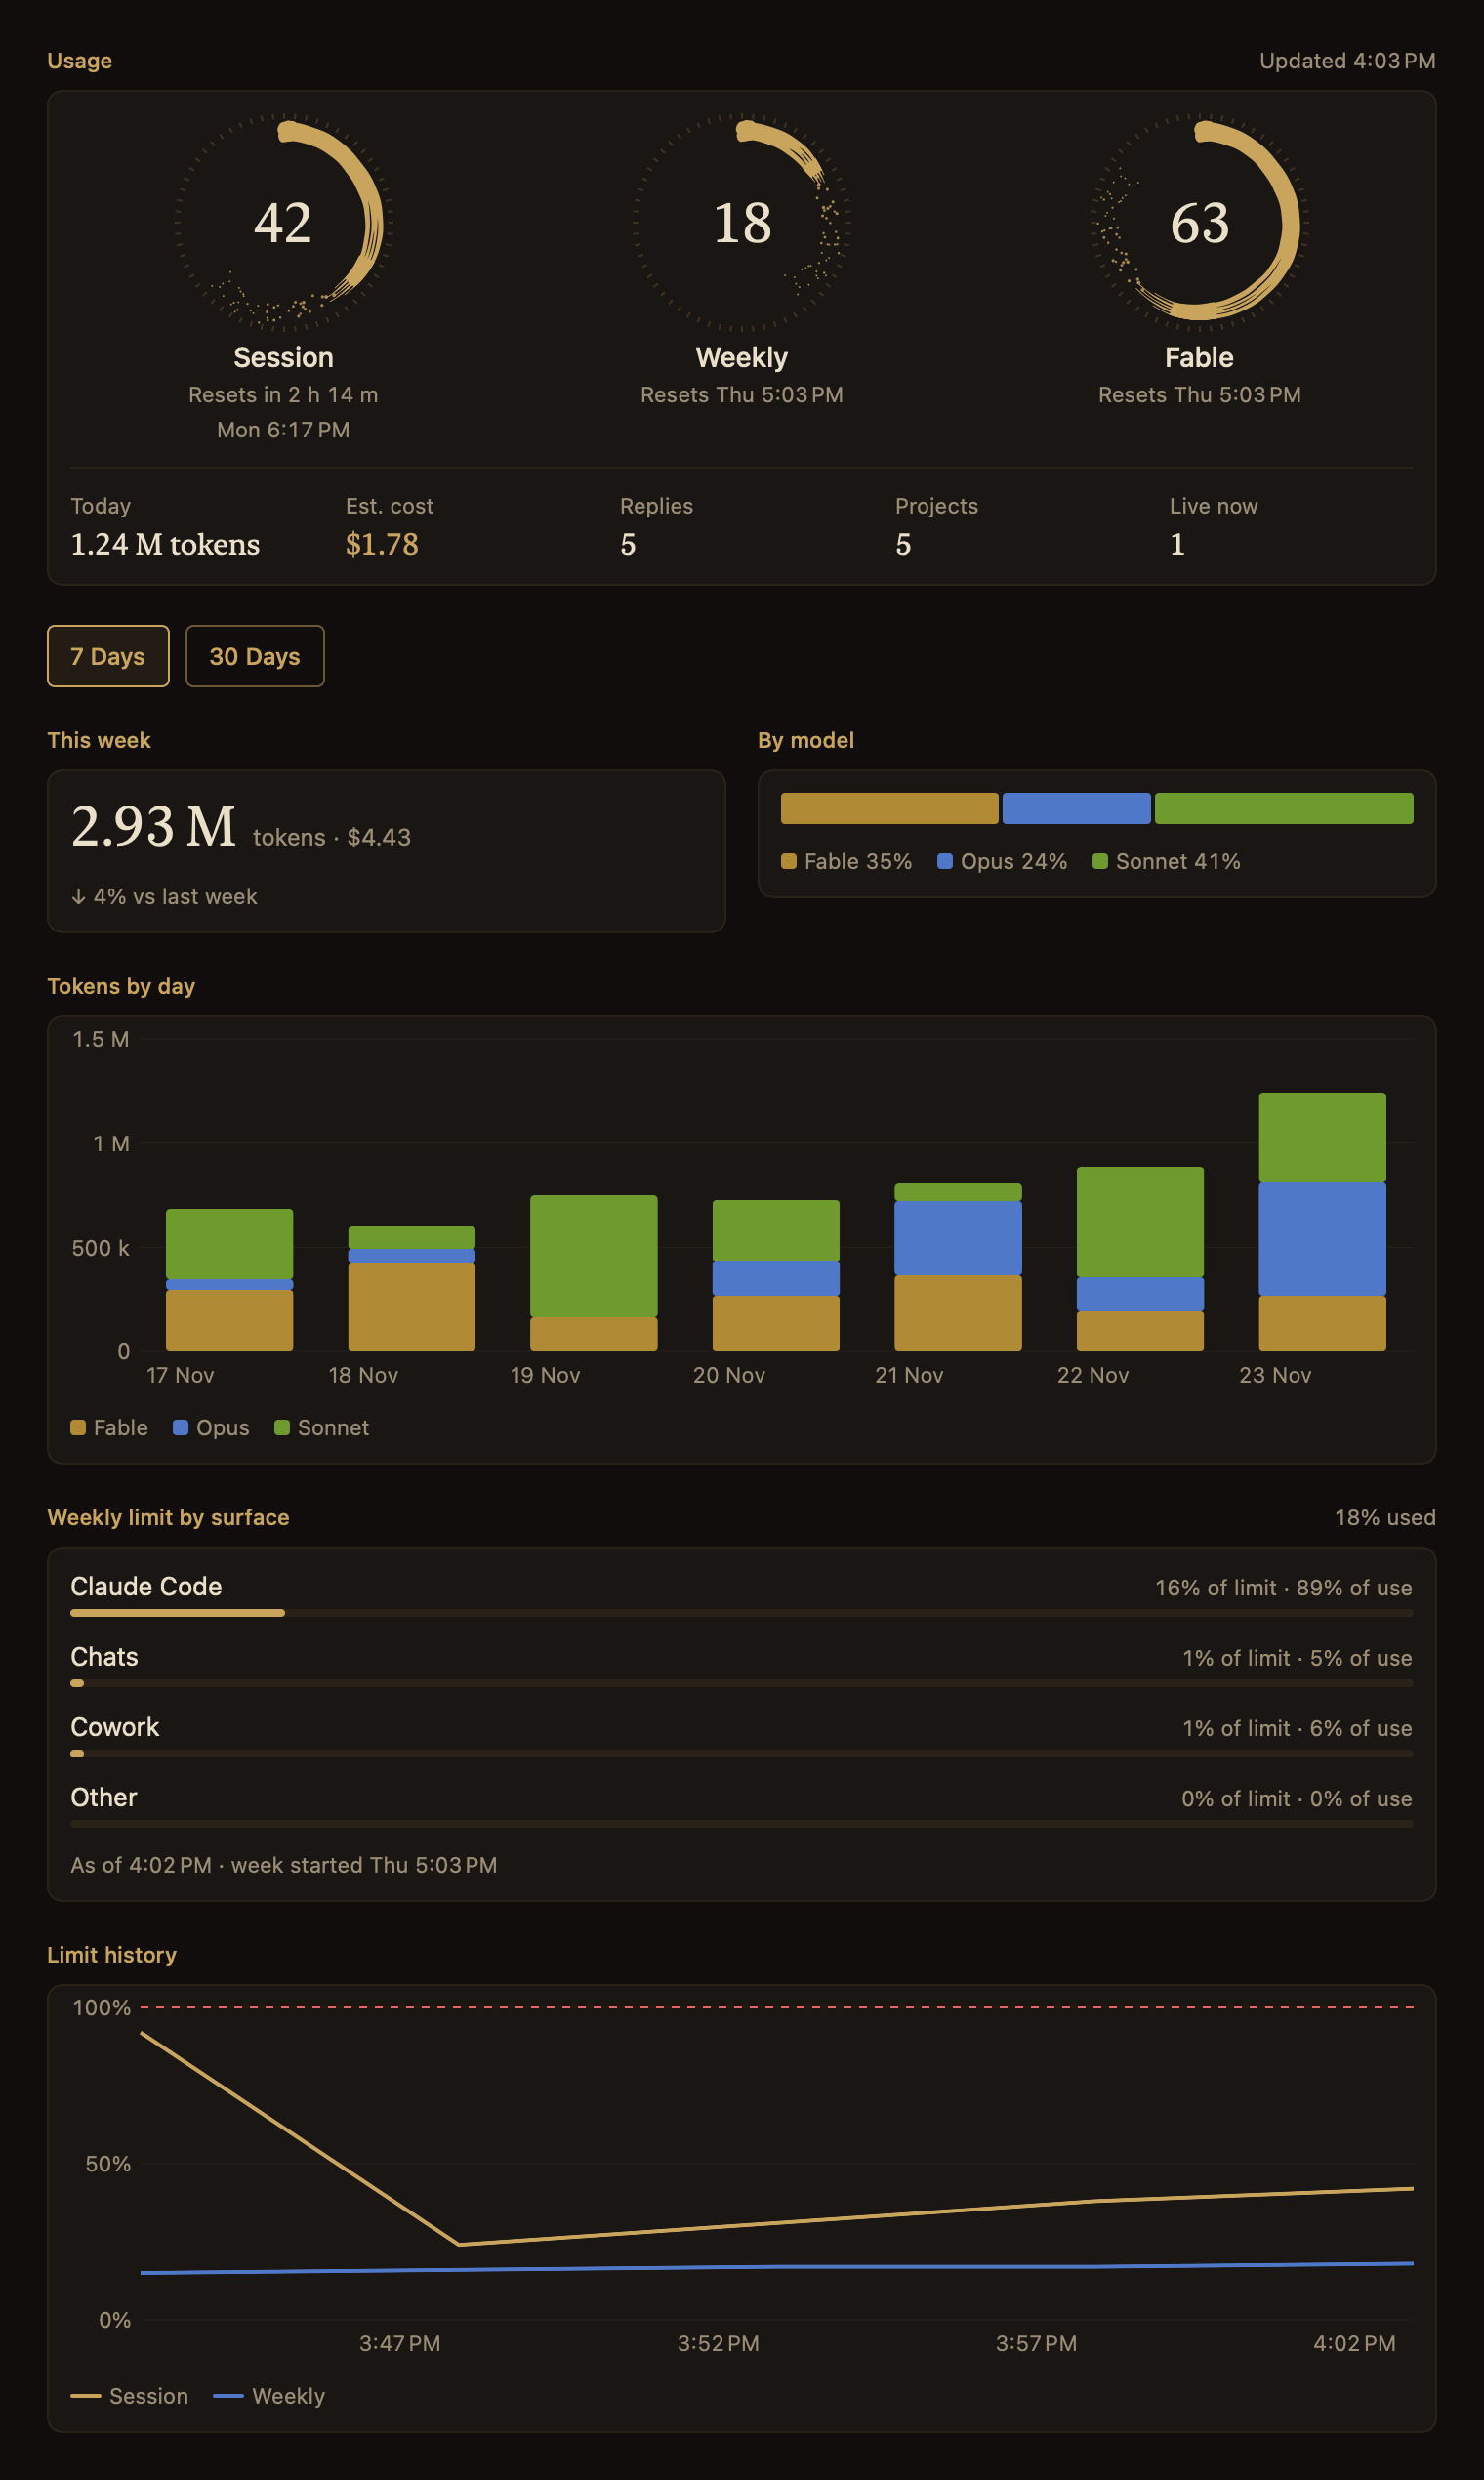 Usage
Updated 4:03 PM
42
18
63
Session
Weekly
Fable
Resets in 2 h 14 m
Mon 6:17 PM
Resets Thu 5:03 PM
Resets Thu 5:03 PM
Today
Est. cost
Replies
Projects
Live now
1.24 M tokens
$1.78
5
5
1
7 Days
30 Days
This week
2.93 M tokens · $4.43
↓ 4% vs last week
By model
Fable 35%
Opus 24%
Sonnet 41%
Tokens by day
1.5 M
1 M
500 k
0
17 Nov
18 Nov
19 Nov
20 Nov
21 Nov
22 Nov
23 Nov
Fable
Opus
Sonnet
Weekly limit by surface
18% used
Claude Code
16% of limit · 89% of use
Chats
1% of limit · 5% of use
Cowork
1% of limit · 6% of use
Other
0% of limit · 0% of use
As of 4:02 PM · week started Thu 5:03 PM
Limit history
100%
50%
0%
3:47 PM
3:52 PM
3:57 PM
4:02 PM
Session
Weekly